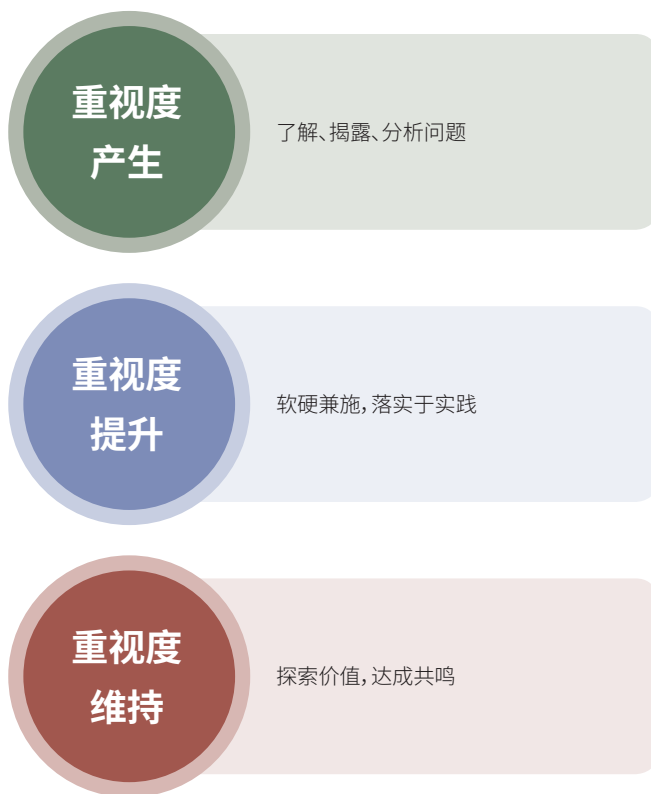 重视度
产生
了解、揭露、分析问题
重视度
提升
软硬兼施，落实于实践
重视度
维持
探索价值，达成共鸣